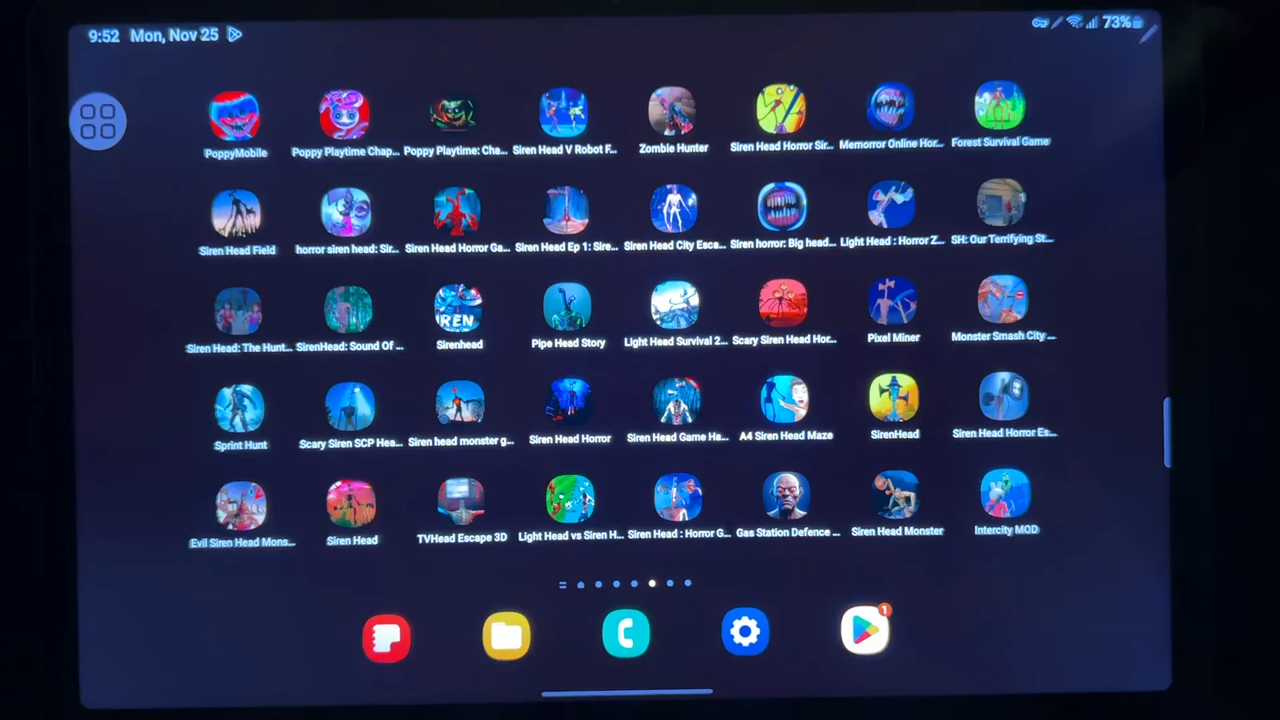 9:52 Mon, Nov 25
73%
PoppyMobile
Poppy Playtime Chap...
Poppy Playtime: Cha...
Siren Head V Robot F...
Zombie Hunter
Siren Head Horror Sir...
Memorror Online Hor...
Forest Survival Game
Siren Head Field
horror siren head: Sir...
Siren Head Horror Ga...
Siren Head Ep 1: Sire...
Siren Head City Esca...
Siren horror: Big head...
Light Head : Horror Z...
SH: Our Terrifying St...
Siren Head: The Hunt...
SirenHead: Sound Of ...
REN
Sirenhead
Pipe Head Story
Light Head Survival 2...
Scary Siren Head Hor...
Pixel Miner
Monster Smash City ...
Sprint Hunt
Scary Siren SCP Hea...
Siren head monster g...
Siren Head Horror
Siren Head Game Ha...
A4 Siren Head Maze
SirenHead
Siren Head Horror Es...
Evil Siren Head Mons...
Siren Head
TVHead Escape 3D
Light Head vs Siren H...
Siren Head : Horror G...
Gas Station Defence ...
Siren Head Monster
Intercity MOD
1